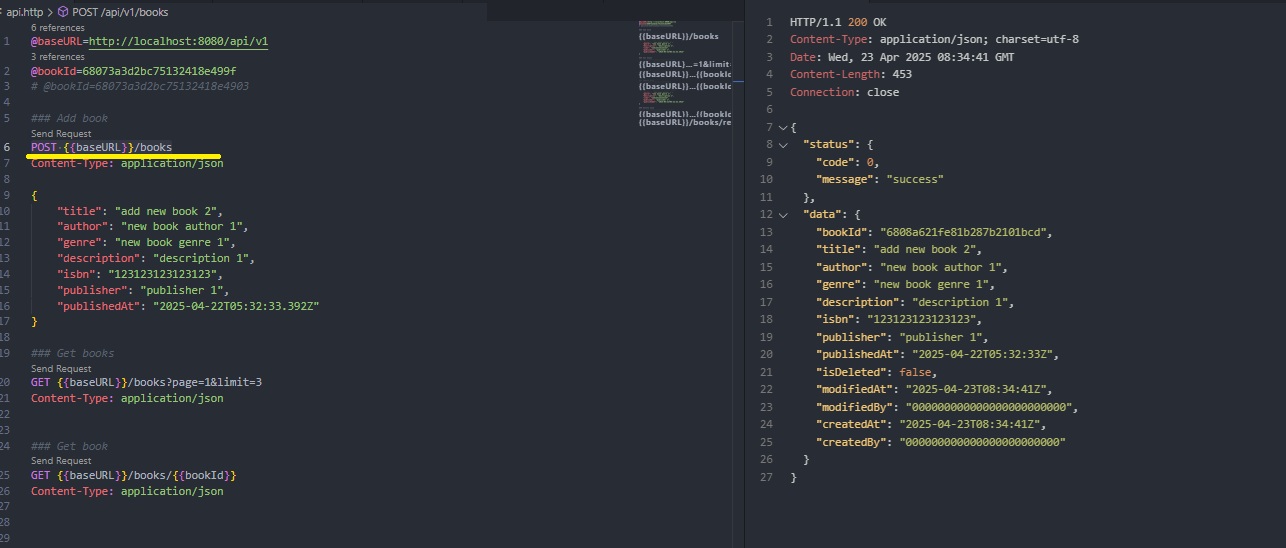 api.http > POST /api/v1/books
6 references
1 @baseURL=http://localhost:8080/api/v1
3 references
2 @bookId=68073a3d2bc75132418e499f
3 # @bookId=68073a3d2bc75132418e4903
4
5 ### Add book
Send Request
6 POST {{baseURL}}/books
7 Content-Type: application/json
8
9 {
10 "title": "add new book 2",
11 "author": "new book author 1",
12 "genre": "new book genre 1",
13 "description": "description 1",
14 "isbn": "123123123123123",
15 "publisher": "publisher 1",
16 "publishedAt": "2025-04-22T05:32:33.392Z"
17 }
18
19 ### Get books
Send Request
20 GET {{baseURL}}/books?page=1&limit=3
21 Content-Type: application/json
22
23
24 ### Get book
Send Request
25 GET {{baseURL}}/books/{{bookId}}
26 Content-Type: application/json
27
28
29
{{baseURL}}/books
{{baseURL}…=1&limit=
{{baseURL}}…{{bookId
{{baseURL}}…{{bookId
{{baseURL}}…{{bookId
{{baseURL}}/books/re
1 HTTP/1.1 200 OK
2 Content-Type: application/json; charset=utf-8
3 Date: Wed, 23 Apr 2025 08:34:41 GMT
4 Content-Length: 453
5 Connection: close
6
7 {
8 "status": {
9 "code": 0,
10 "message": "success"
11 },
12 "data": {
13 "bookId": "6808a621fe81b287b2101bcd",
14 "title": "add new book 2",
15 "author": "new book author 1",
16 "genre": "new book genre 1",
17 "description": "description 1",
18 "isbn": "123123123123123",
19 "publisher": "publisher 1",
20 "publishedAt": "2025-04-22T05:32:33Z",
21 "isDeleted": false,
22 "modifiedAt": "2025-04-23T08:34:41Z",
23 "modifiedBy": "000000000000000000000000",
24 "createdAt": "2025-04-23T08:34:41Z",
25 "createdBy": "000000000000000000000000"
26 }
27 }